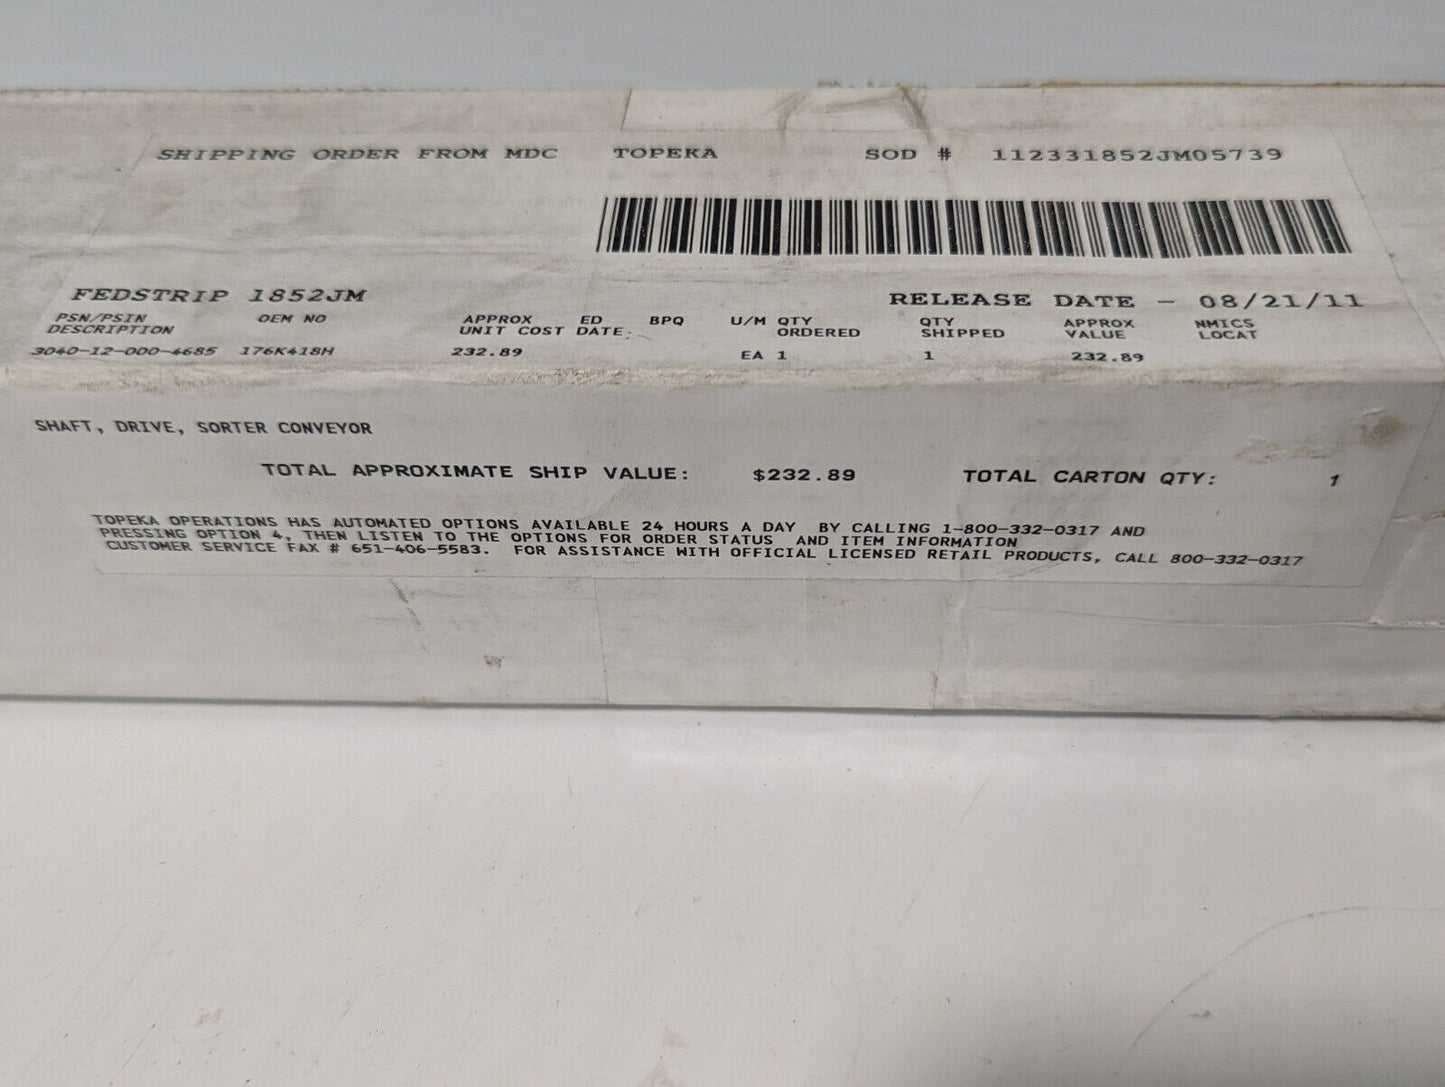 SHIPPING ORDER FROM MDC TOPEKA SOD # 112331852JM05739
FEDSTRIP 1852JM RELEASE DATE - 08/21/11
PSN/PSIN OEM NO APPROX ED BPQ U/M QTY QTY APPROX NMICS
DESCRIPTION UNIT COST DATE ORDERED SHIPPED VALUE LOCAT
3040-12-000-4685 176K418H 232.89 EA 1 1 232.89
SHAFT, DRIVE, SORTER CONVEYOR
TOTAL APPROXIMATE SHIP VALUE: $232.89 TOTAL CARTON QTY: 1
TOPEKA OPERATIONS HAS AUTOMATED OPTIONS AVAILABLE 24 HOURS A DAY BY CALLING 1-800-332-0317 AND
PRESSING OPTION 4, THEN LISTEN TO THE OPTIONS FOR ORDER STATUS AND ITEM INFORMATION
CUSTOMER SERVICE FAX # 651-406-5583. FOR ASSISTANCE WITH OFFICIAL LICENSED RETAIL PRODUCTS, CALL 800-332-0317